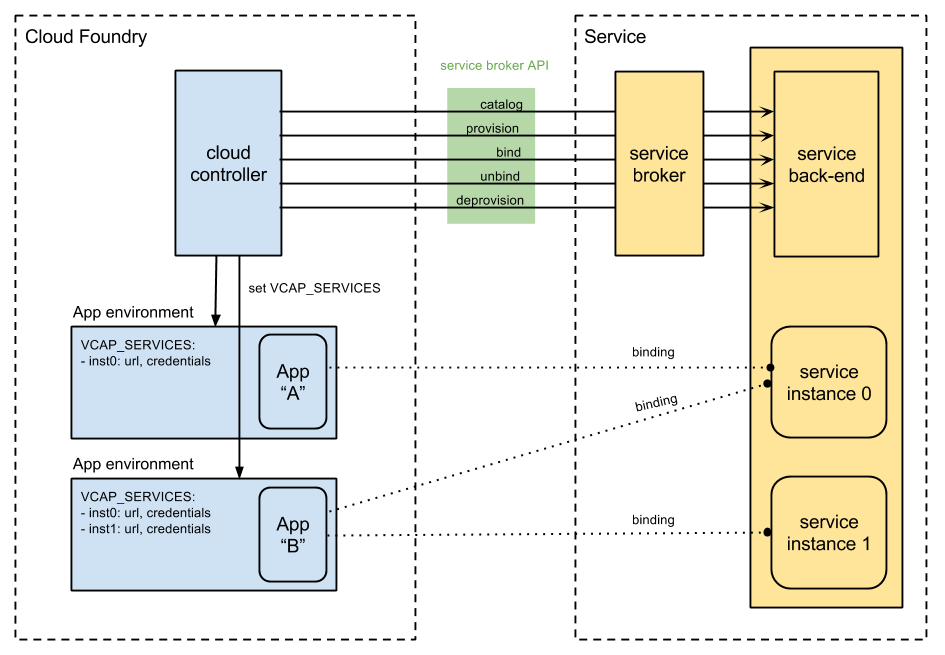 Cloud Foundry
Service
service broker API
catalog
provision
bind
unbind
deprovision
cloud
controller
service
broker
service
back-end
set VCAP_SERVICES
App environment
VCAP_SERVICES:
- inst0: url, credentials
App
“A”
binding
service
instance 0
binding
App environment
VCAP_SERVICES:
- inst0: url, credentials
- inst1: url, credentials
App
“B”
binding
service
instance 1